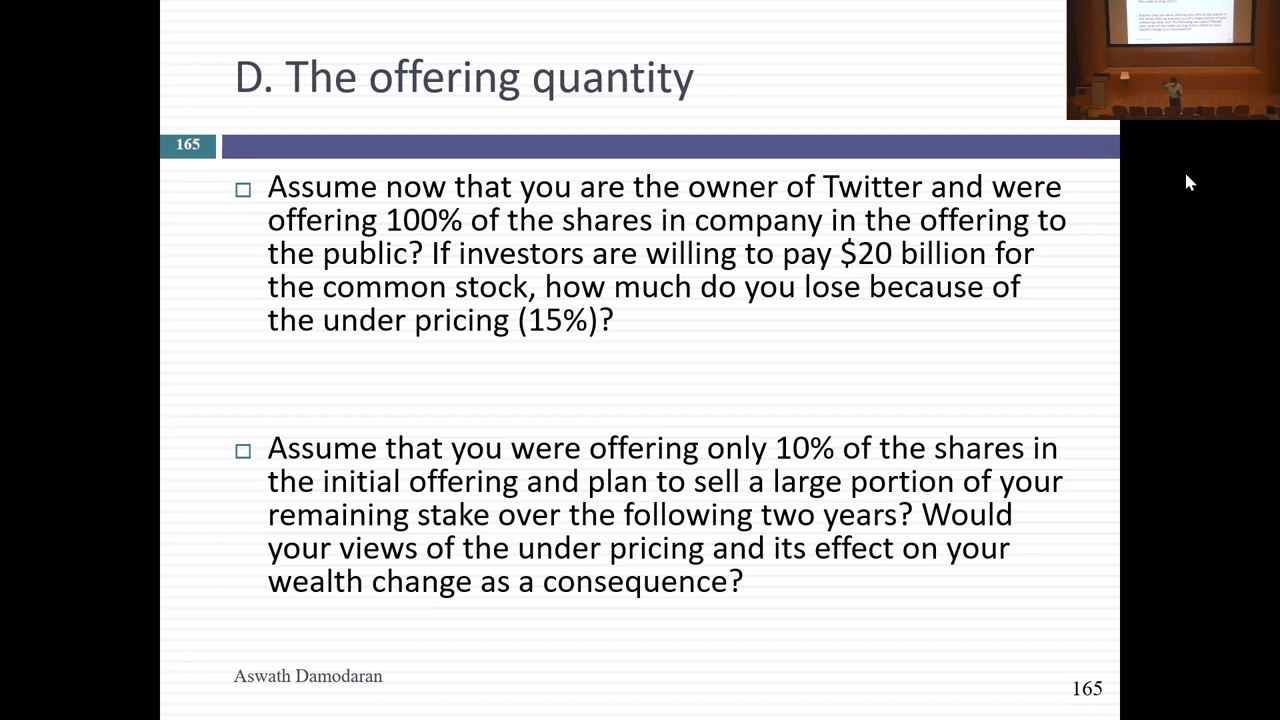 D. The offering quantity
165
□ Assume now that you are the owner of Twitter and were
offering 100% of the shares in company in the offering to
the public? If investors are willing to pay $20 billion for
the common stock, how much do you lose because of
the under pricing (15%)?
□ Assume that you were offering only 10% of the shares in
the initial offering and plan to sell a large portion of your
remaining stake over the following two years? Would
your views of the under pricing and its effect on your
wealth change as a consequence?
Aswath Damodaran
165